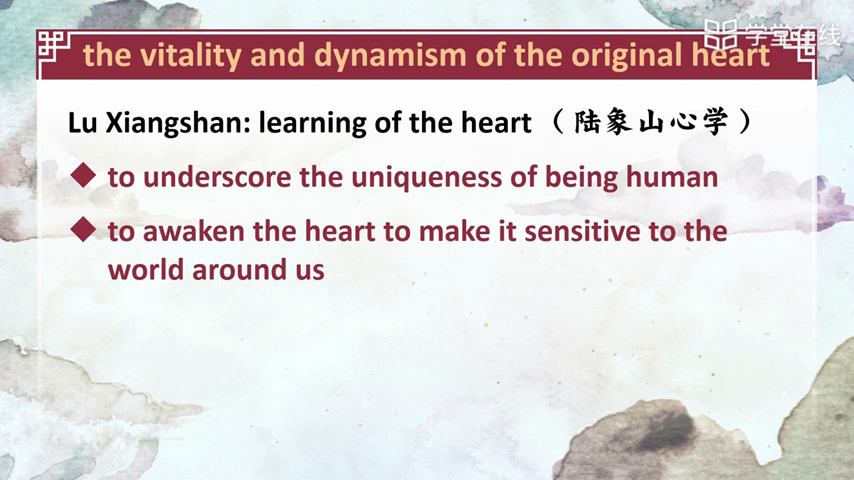 学堂在线
the vitality and dynamism of the original heart
Lu Xiangshan: learning of the heart （陆象山心学）
◆ to underscore the uniqueness of being human
◆ to awaken the heart to make it sensitive to the
world around us